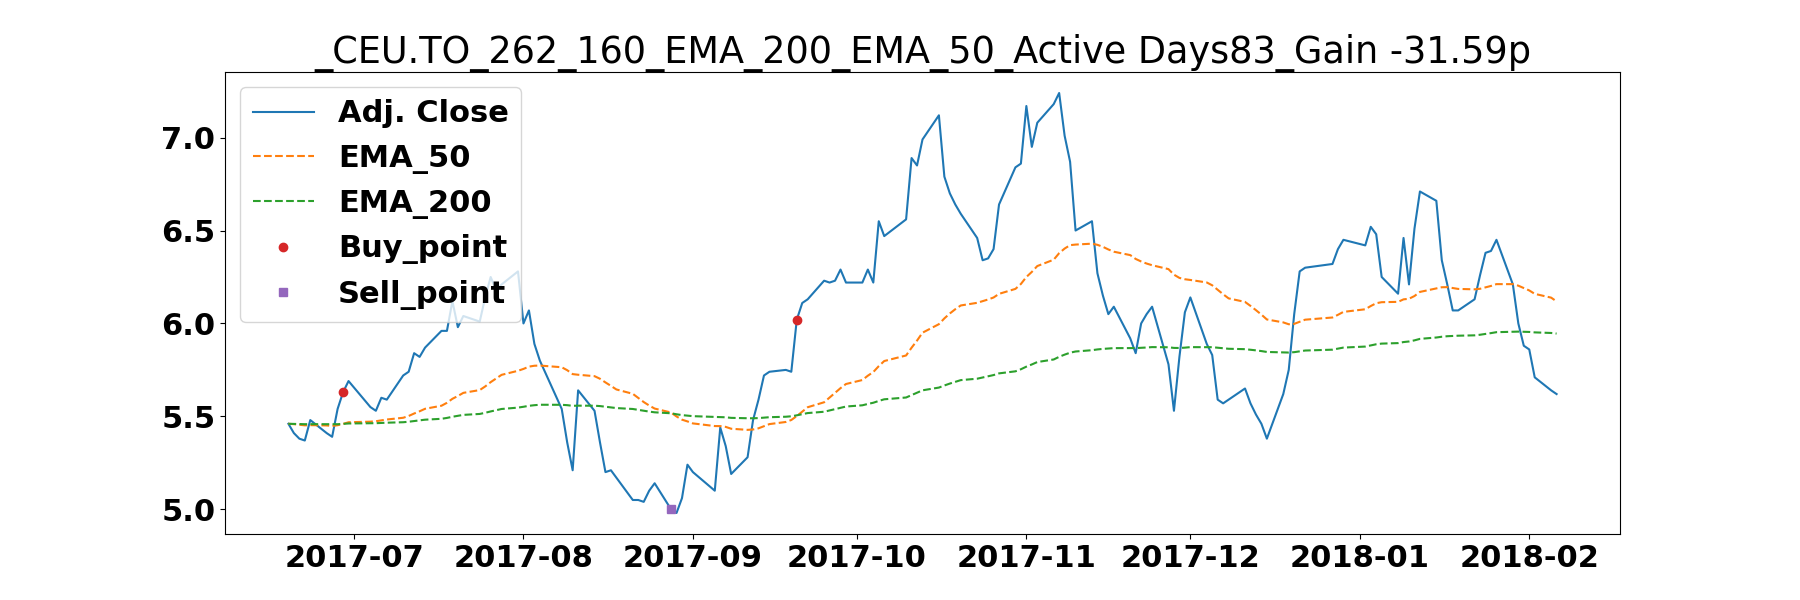 _CEU.TO_262_160_EMA_200_EMA_50_Active Days83_Gain -31.59p
Adj. Close
EMA_50
EMA_200
Buy_point
Sell_point
7.0
6.5
6.0
5.5
5.0
2017-07 2017-08 2017-09 2017-10 2017-11 2017-12 2018-01 2018-02